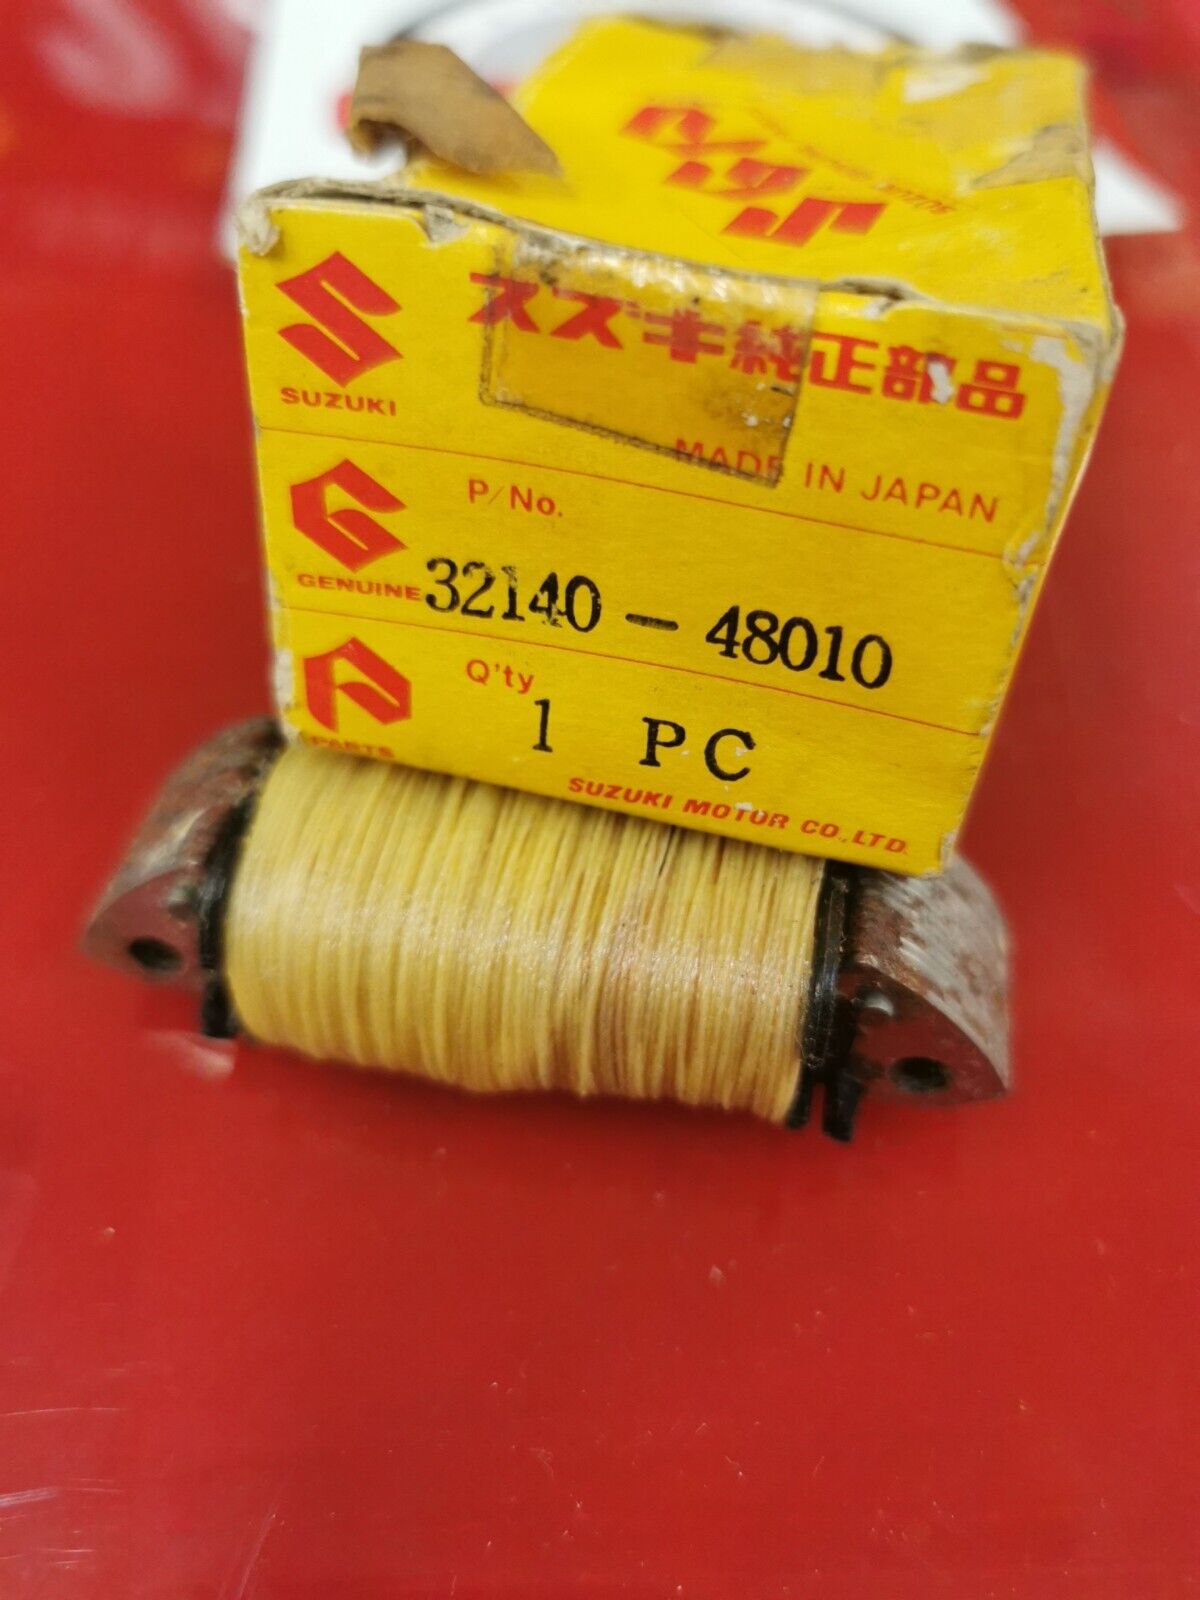 SUZUKI
スズキ純正部品
MADE IN JAPAN
GENUINE
P/No.
32140-48010
PARTS
Q'ty
1 PC
SUZUKI MOTOR CO.,LTD.